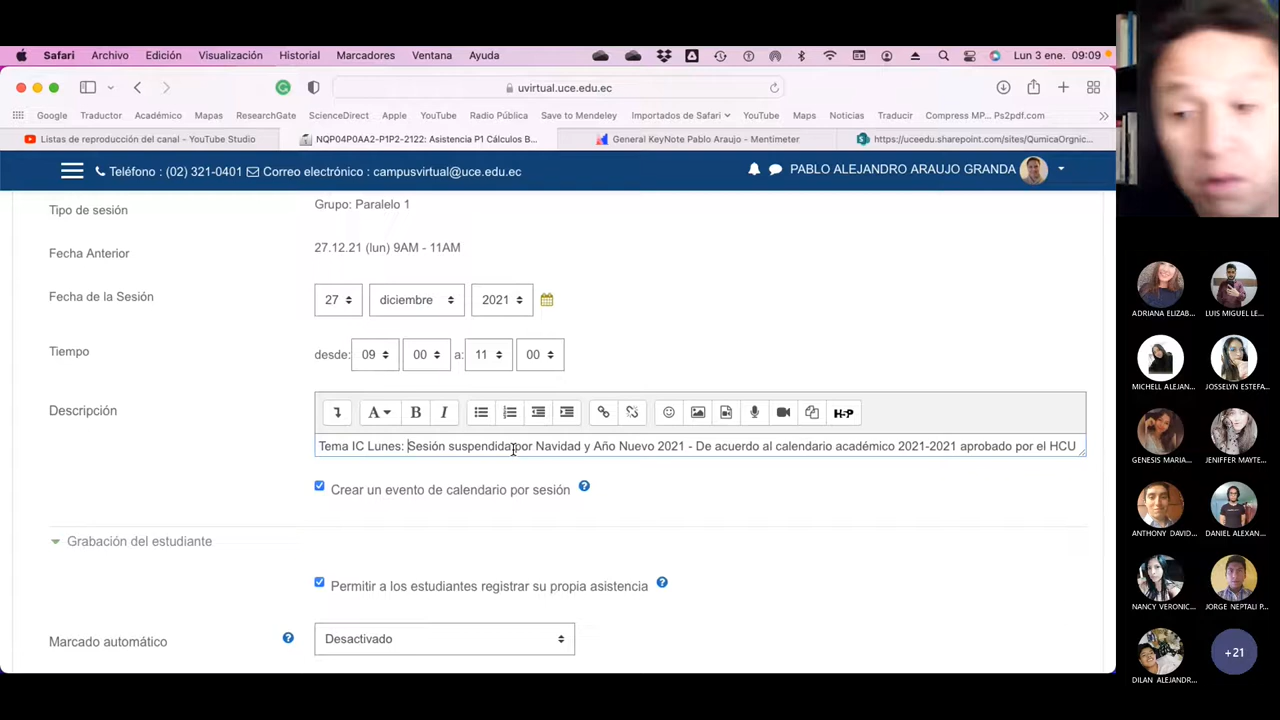 Safari Archivo Edición Visualización Historial Marcadores Ventana Ayuda Lun 3 ene. 09:09
uvirtual.uce.edu.ec
Google Traductor Académico Mapas ResearchGate ScienceDirect Apple YouTube Radio Pública Save to Mendeley Importados de Safari YouTube Maps Noticias Traducir Compress MP... Ps2pdf.com
Listas de reproducción del canal - YouTube Studio NQP04P0AA2-P1P2-2122: Asistencia P1 Cálculos B... General KeyNote Pablo Araujo - Mentimeter https://uceedu.sharepoint.com/sites/QumicaOrgnic...
Teléfono : (02) 321-0401 Correo electrónico : campusvirtual@uce.edu.ec PABLO ALEJANDRO ARAUJO GRANDA
Tipo de sesión Grupo: Paralelo 1
Fecha Anterior 27.12.21 (lun) 9AM - 11AM
Fecha de la Sesión 27 diciembre 2021
Tiempo desde: 09 00 a: 11 00
Descripción
A B I H-P
Tema IC Lunes: Sesión suspendida por Navidad y Año Nuevo 2021 - De acuerdo al calendario académico 2021-2021 aprobado por el HCU
Crear un evento de calendario por sesión
Grabación del estudiante
Permitir a los estudiantes registrar su propia asistencia
Marcado automático Desactivado
ADRIANA ELIZAB... LUIS MIGUEL LE...
MICHELL ALEJAN... JOSSELYN ESTEFA...
GENESIS MARIA... JENIFFER MAYTE...
ANTHONY DAVID... DANIEL ALEXAN...
NANCY VERONIC... JORGE NEPTALI P...
DILAN ALEJANDR... +21